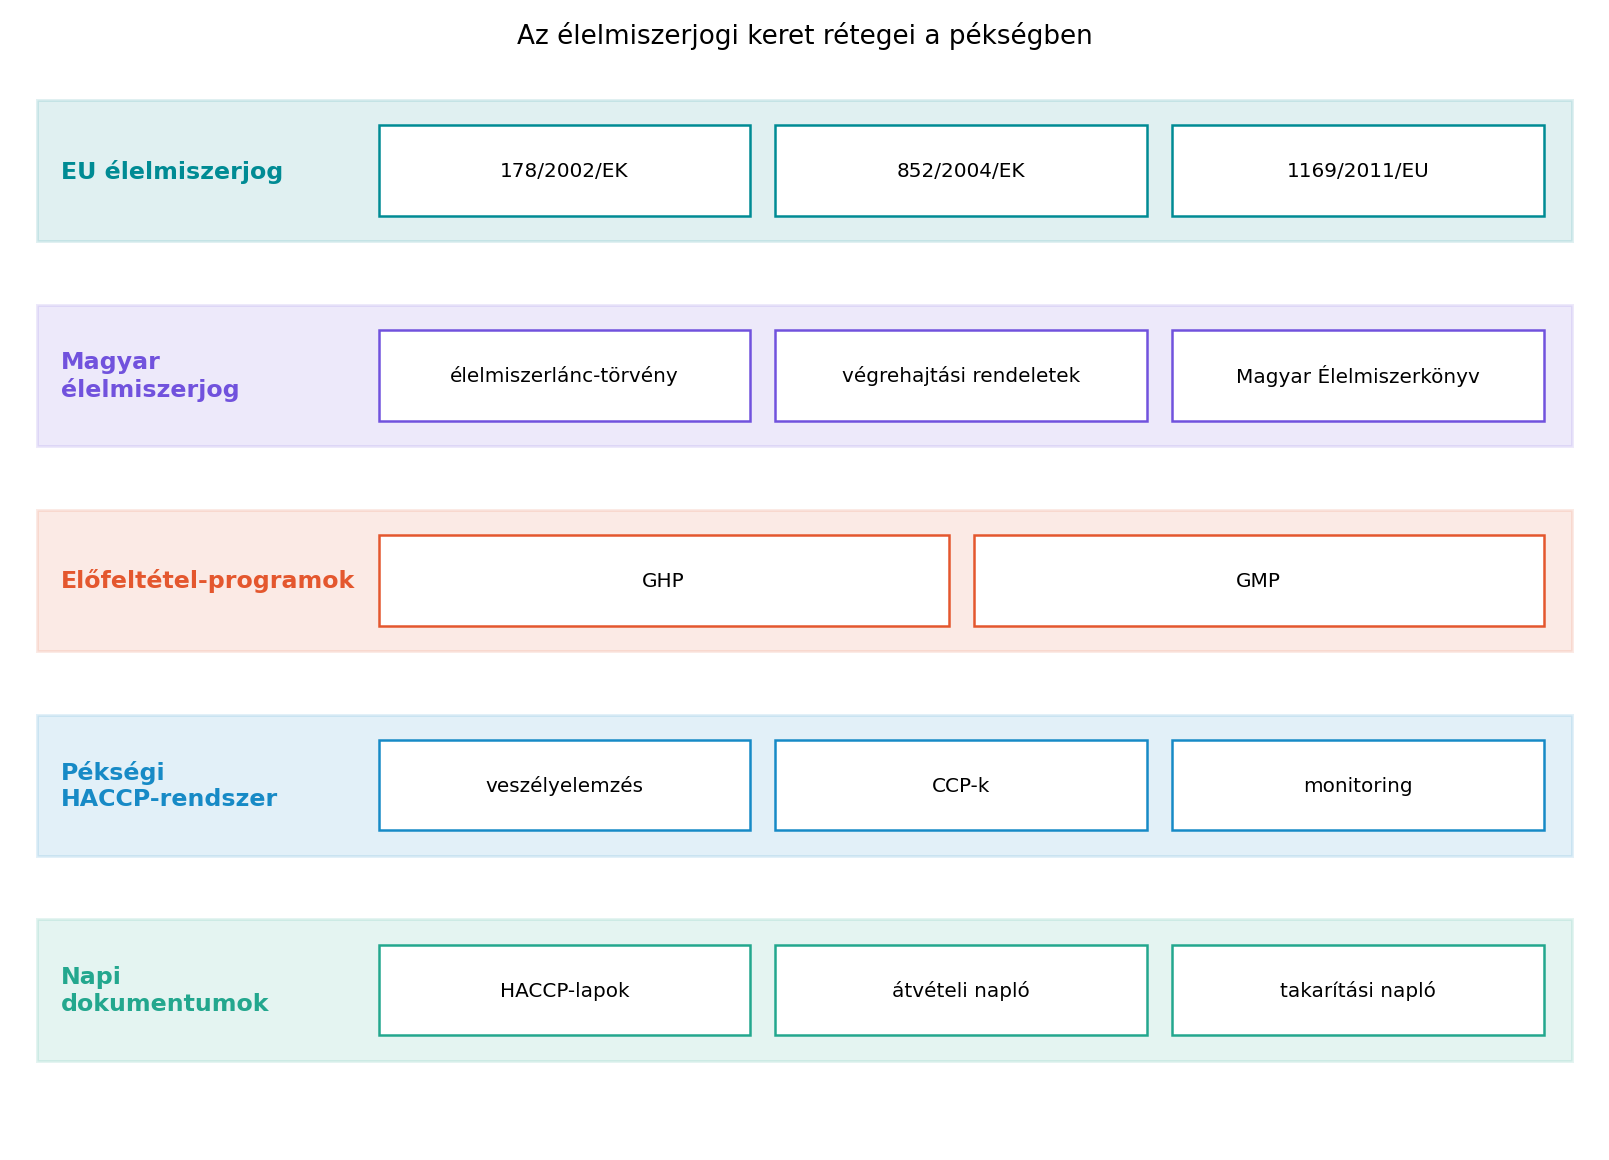 Az élelmiszerjogi keret rétegei a pékségben
EU élelmiszerjog
178/2002/EK
852/2004/EK
1169/2011/EU
Magyar
élelmiszerjog
élelmiszerlánc-törvény
végrehajtási rendeletek
Magyar Élelmiszerkönyv
Előfeltétel-programok
GHP
GMP
Pékségi
HACCP-rendszer
veszélyelemzés
CCP-k
monitoring
Napi
dokumentumok
HACCP-lapok
átvételi napló
takarítási napló